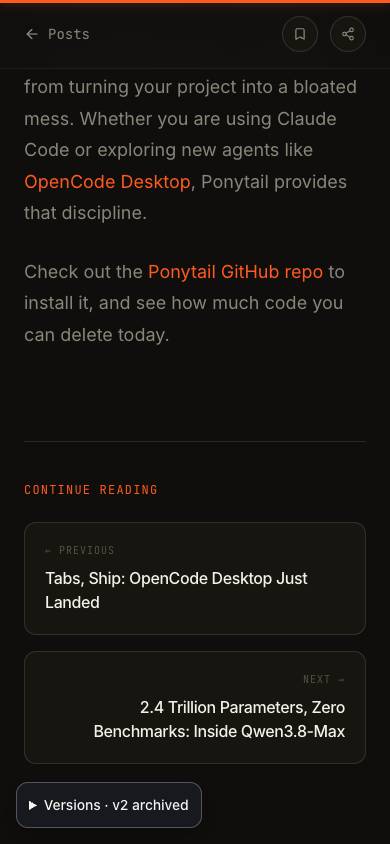 ← Posts
from turning your project into a bloated
mess. Whether you are using Claude
Code or exploring new agents like
OpenCode Desktop, Ponytail provides
that discipline.
Check out the Ponytail GitHub repo to
install it, and see how much code you
can delete today.
CONTINUE READING
← PREVIOUS
Tabs, Ship: OpenCode Desktop Just
Landed
NEXT →
2.4 Trillion Parameters, Zero
Benchmarks: Inside Qwen3.8-Max
▶ Versions · v2 archived